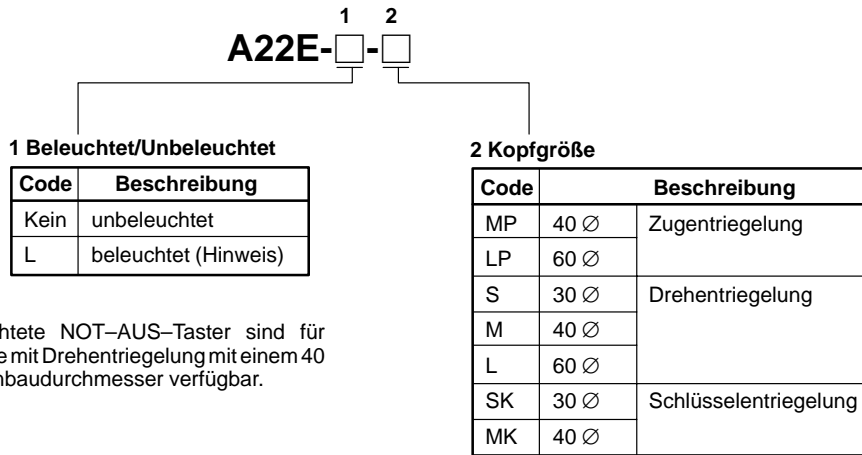 1 2
A22E-□-□
1 Beleuchtet/Unbeleuchtet
Code Beschreibung
Kein unbeleuchtet
L beleuchtet (Hinweis)
NOT–AUS–Taster sind für
mit Drehentriegelung mit einem 40
verfügbar.
2 Kopfgröße
Code Beschreibung
MP 40 ∅ Zugentriegelung
LP 60 ∅
S 30 ∅ Drehentriegelung
M 40 ∅
L 60 ∅
SK 30 ∅ Schlüsselentriegelung
MK 40 ∅